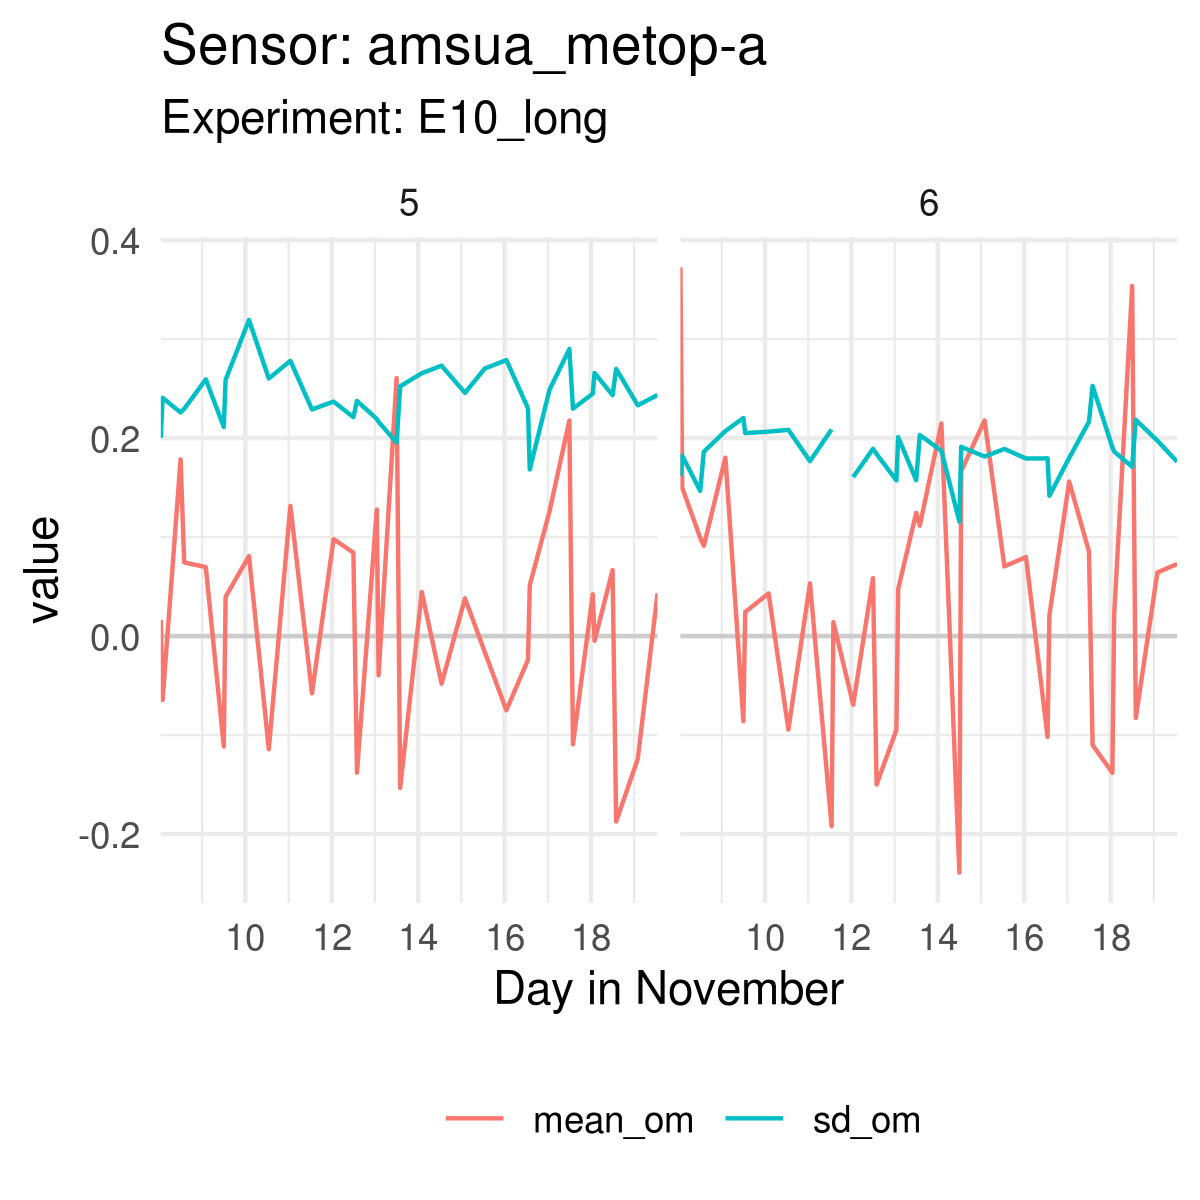 Sensor: amsua_metop-a
Experiment: E10_long
5 6
0.4
0.2
0.0
-0.2
value
10 12 14 16 18 10 12 14 16 18
Day in November
mean_om sd_om